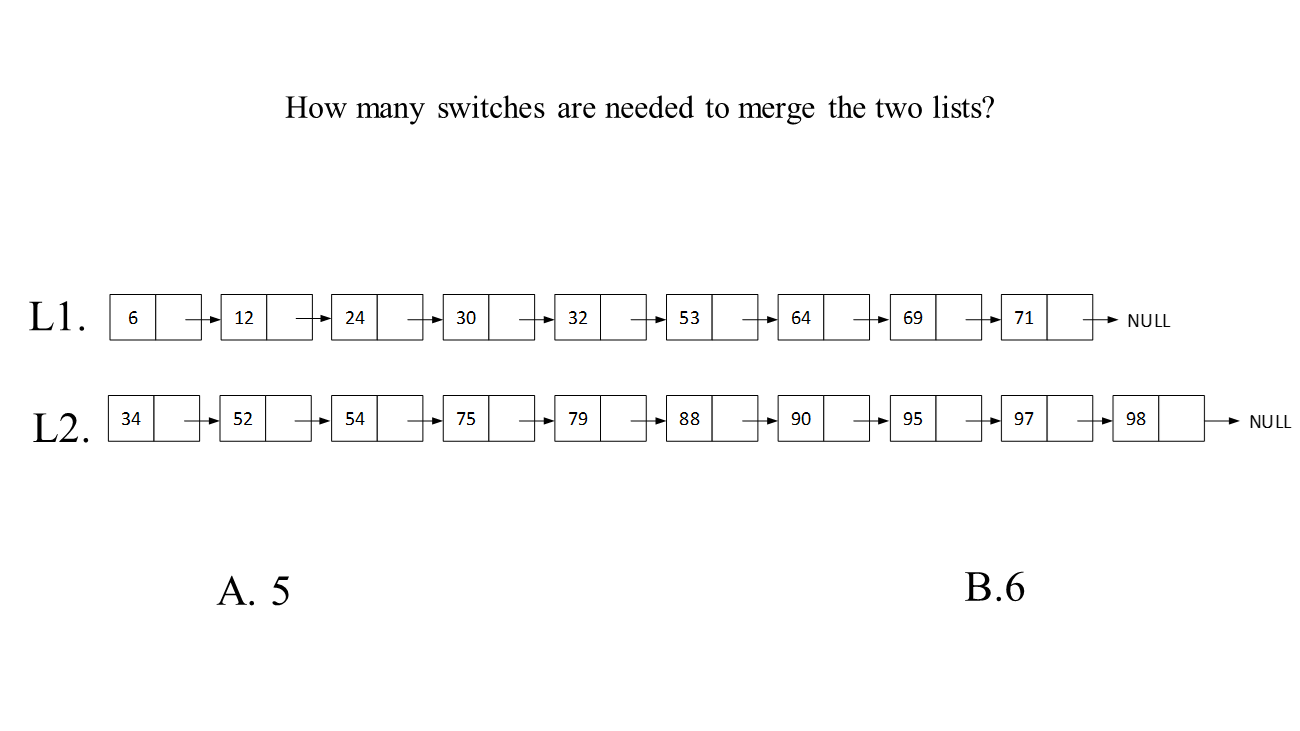 How many switches are needed to merge the two lists?
L1. 6 12 24 30 32 53 64 69 71 NULL
L2. 34 52 54 75 79 88 90 95 97 98 NULL
A. 5 B.6